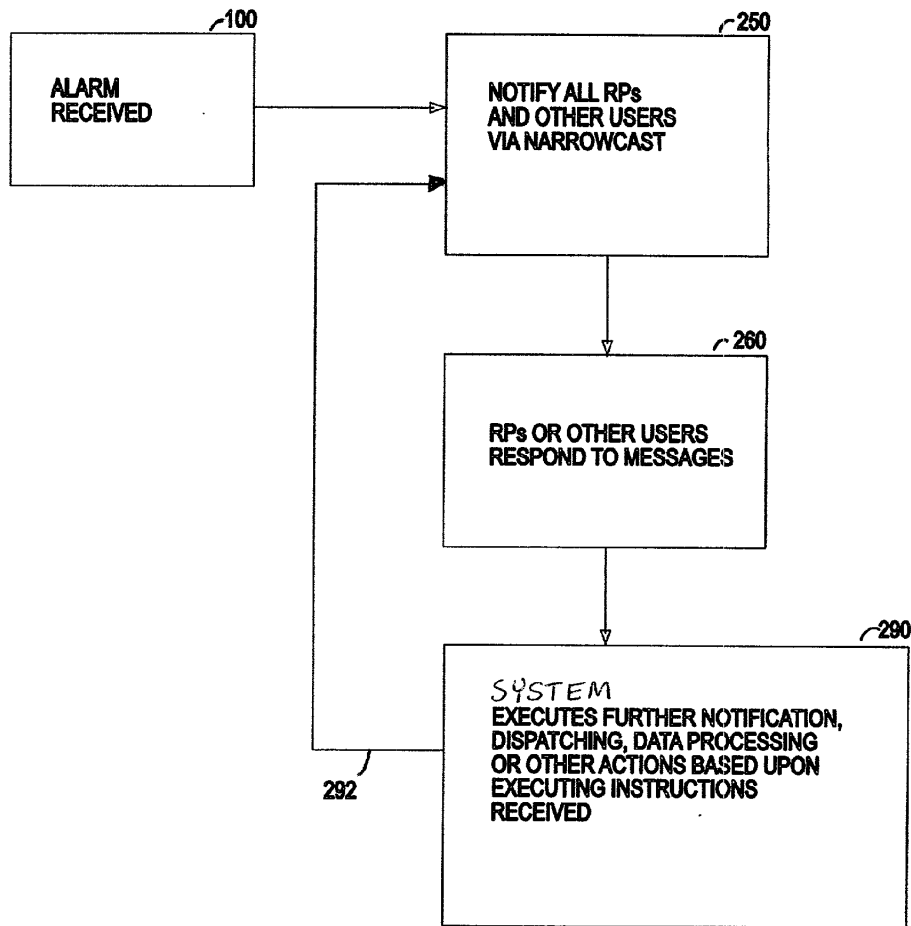 100
ALARM
RECEIVED
250
NOTIFY ALL RPs
AND OTHER USERS
VIA NARROWCAST
260
RPs OR OTHER USERS
RESPOND TO MESSAGES
290
SYSTEM
EXECUTES FURTHER NOTIFICATION,
DISPATCHING, DATA PROCESSING
OR OTHER ACTIONS BASED UPON
EXECUTING INSTRUCTIONS
RECEIVED
292